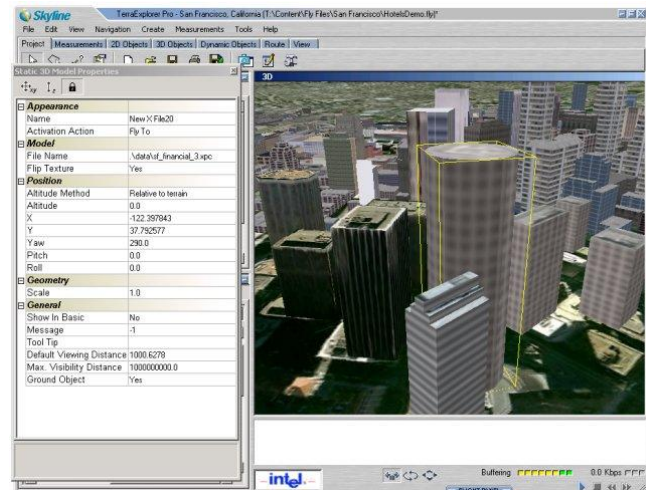 Skyline
TerraExplorer Pro - San Francisco, California (T:\Content\Fly Files\San Francisco\HotelsDemo.fly)*
File Edit View Navigation Create Measurements Tools Help
Project Measurements 2D Objects 3D Objects Dynamic Objects Route View
Static 3D Model Properties
3D
Appearance
Name New X File20
Activation Action Fly To
Model
File Name .\data\sf_financial_3.xpc
Flip Texture Yes
Position
Altitude Method Relative to terrain
Altitude 0.0
X -122.397843
Y 37.792577
Yaw 290.0
Pitch 0.0
Roll 0.0
Geometry
Scale 1.0
General
Show In Basic No
Message -1
Tool Tip
Default Viewing Distance 1000.6278
Max. Visibility Distance 1000000000.0
Ground Object Yes
intel.
Buffering 0.0 Kbps